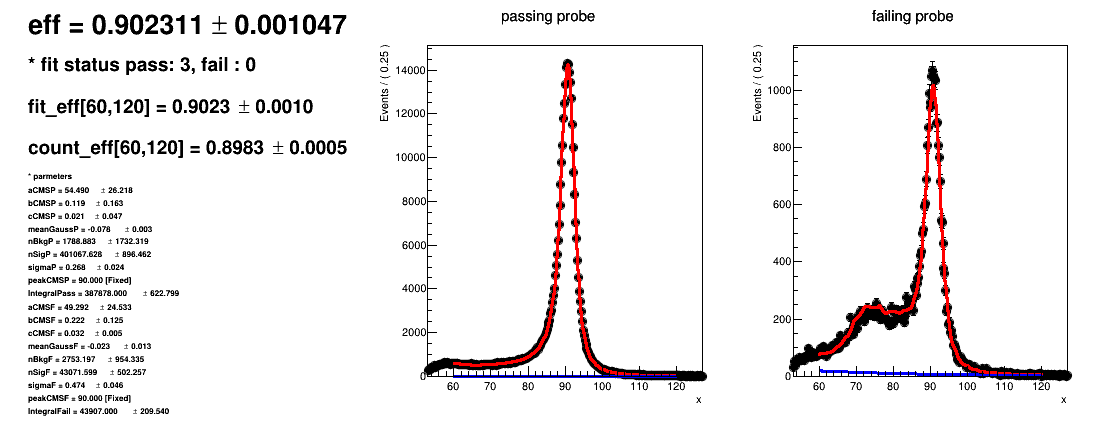 eff = 0.902311 ± 0.001047
* fit status pass: 3, fail : 0
fit_eff[60,120] = 0.9023 ± 0.0010
count_eff[60,120] = 0.8983 ± 0.0005
* parmeters
aCMSP = 54.490 ± 26.218
bCMSP = 0.119 ± 0.163
cCMSP = 0.021 ± 0.047
meanGaussP = -0.078 ± 0.003
nBkgP = 1788.883 ± 1732.319
nSigP = 401067.628 ± 896.462
sigmaP = 0.268 ± 0.024
peakCMSP = 90.000 [Fixed]
IntegralPass = 387878.000 ± 622.799
aCMSF = 49.292 ± 24.533
bCMSF = 0.222 ± 0.125
cCMSF = 0.032 ± 0.005
meanGaussF = -0.023 ± 0.013
nBkgF = 2753.197 ± 954.335
nSigF = 43071.599 ± 502.257
sigmaF = 0.474 ± 0.046
peakCMSF = 90.000 [Fixed]
IntegralFail = 43907.000 ± 209.540
passing probe
Events / ( 0.25 )
14000
12000
10000
8000
6000
4000
2000
0
60 70 80 90 100 110 120
x
failing probe
Events / ( 0.25 )
1000
800
600
400
200
0
60 70 80 90 100 110 120
x